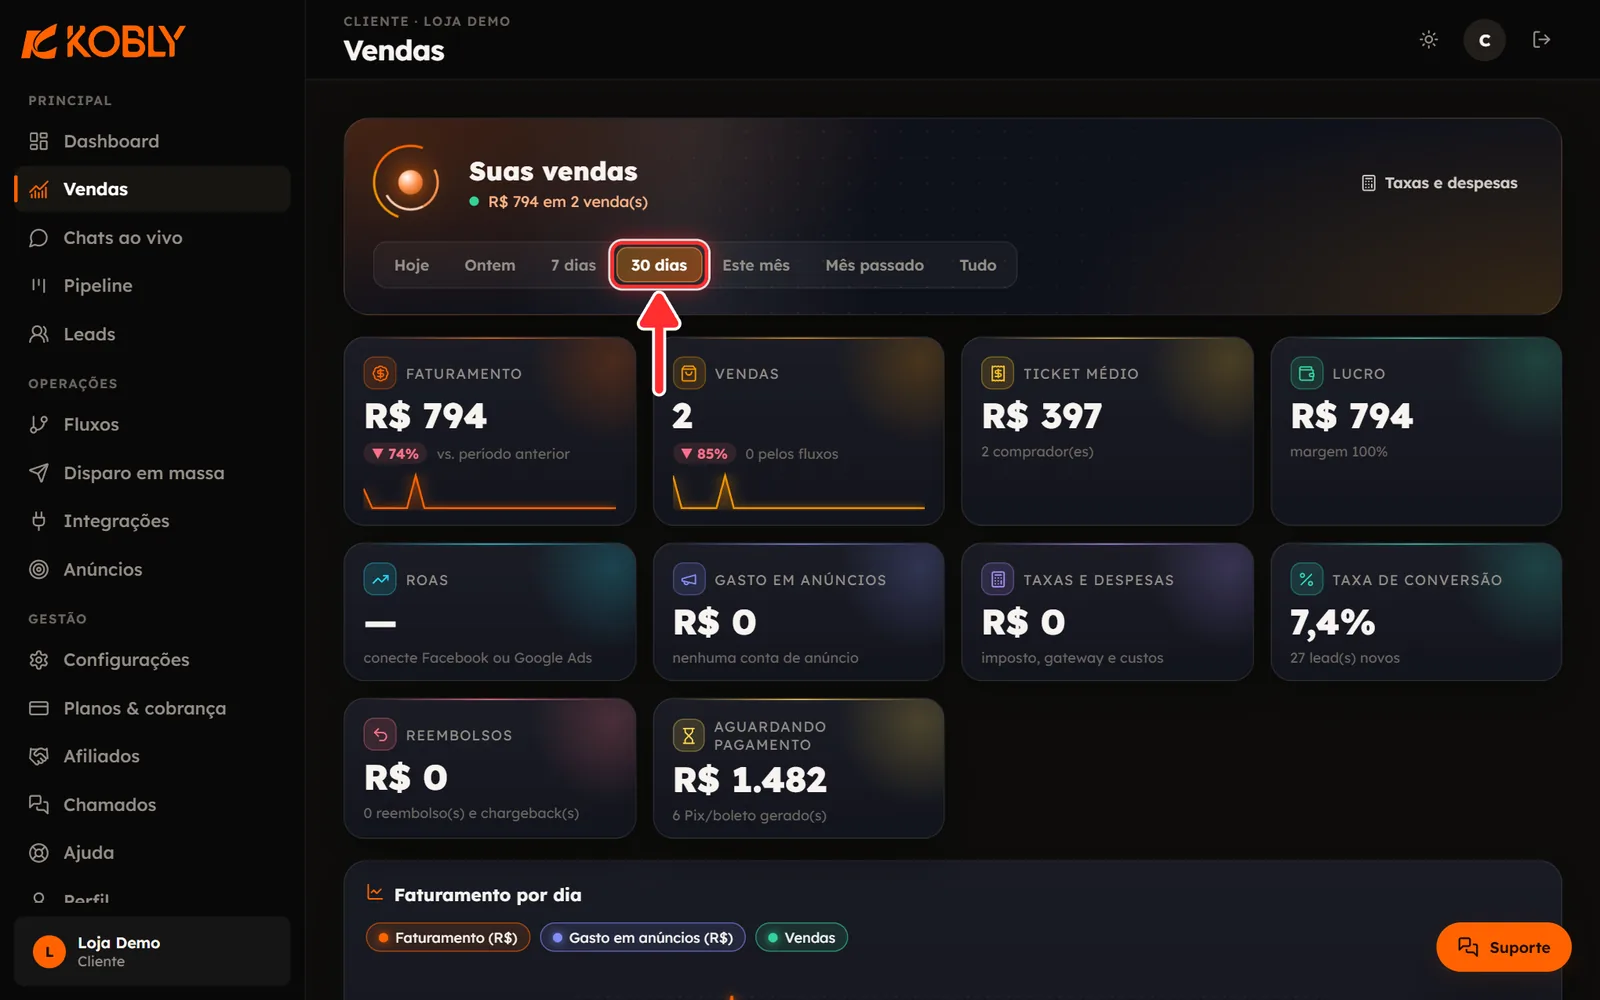 KOBLY
PRINCIPAL
Dashboard
Vendas
Chats ao vivo
Pipeline
Leads
OPERAÇÕES
Fluxos
Disparo em massa
Integrações
Anúncios
GESTÃO
Configurações
Planos & cobrança
Afiliados
Chamados
Ajuda
Perfil
L
Loja Demo
Cliente
CLIENTE · LOJA DEMO
Vendas
C
Suas vendas
R$ 794 em 2 venda(s)
Taxas e despesas
Hoje Ontem 7 dias 30 dias Este mês Mês passado Tudo
FATURAMENTO
R$ 794
▼ 74% vs. periodo anterior
VENDAS
2
▼ 85% 0 pelos fluxos
TICKET MÉDIO
R$ 397
2 comprador(es)
LUCRO
R$ 794
margem 100%
ROAS
—
conecte Facebook ou Google Ads
GASTO EM ANÚNCIOS
R$ 0
nenhuma conta de anúncio
TAXAS E DESPESAS
R$ 0
imposto, gateway e custos
TAXA DE CONVERSÃO
7,4%
27 lead(s) novos
REEMBOLSOS
R$ 0
0 reembolso(s) e chargeback(s)
AGUARDANDO
PAGAMENTO
R$ 1.482
6 Pix/boleto gerado(s)
Faturamento por dia
Faturamento (R$) Gasto em anúncios (R$) Vendas
Suporte